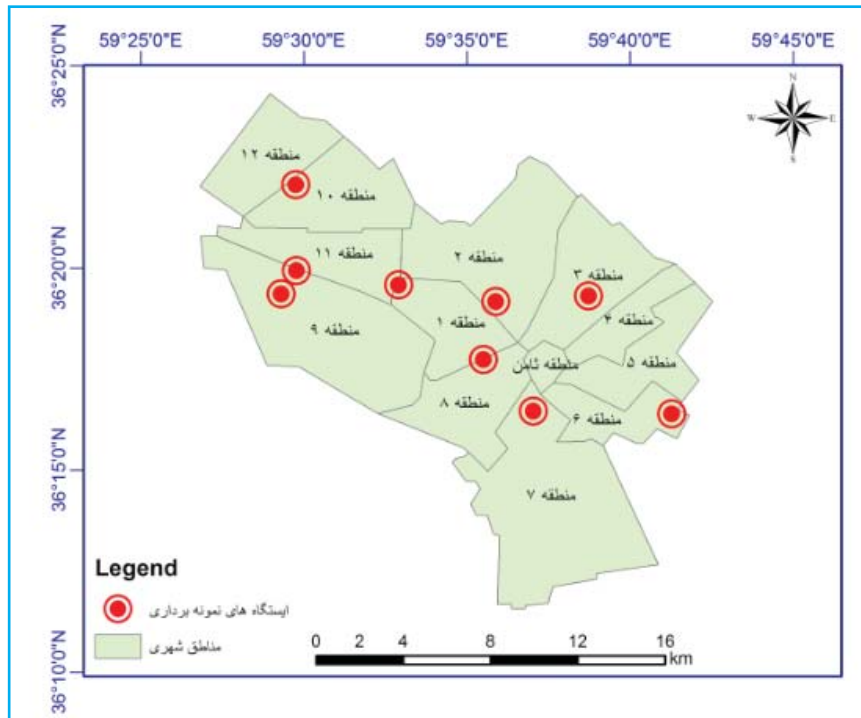 59°25'0"E 59°30'0"E 59°35'0"E 59°40'0"E 59°45'0"E
36°25'0"N
36°20'0"N
36°15'0"N
36°10'0"N
N
W E
S
منطقه ۱۲
منطقه ۱۰
منطقه ۱۱
منطقه ۲
منطقه ۳
منطقه ۹
منطقه ۱
منطقه ۴
منطقه ثامن
منطقه ۵
منطقه ۸
منطقه ۶
منطقه ۷
Legend
ایستگاه های نمونه برداری
مناطق شهری
0 2 4 8 12 16
km